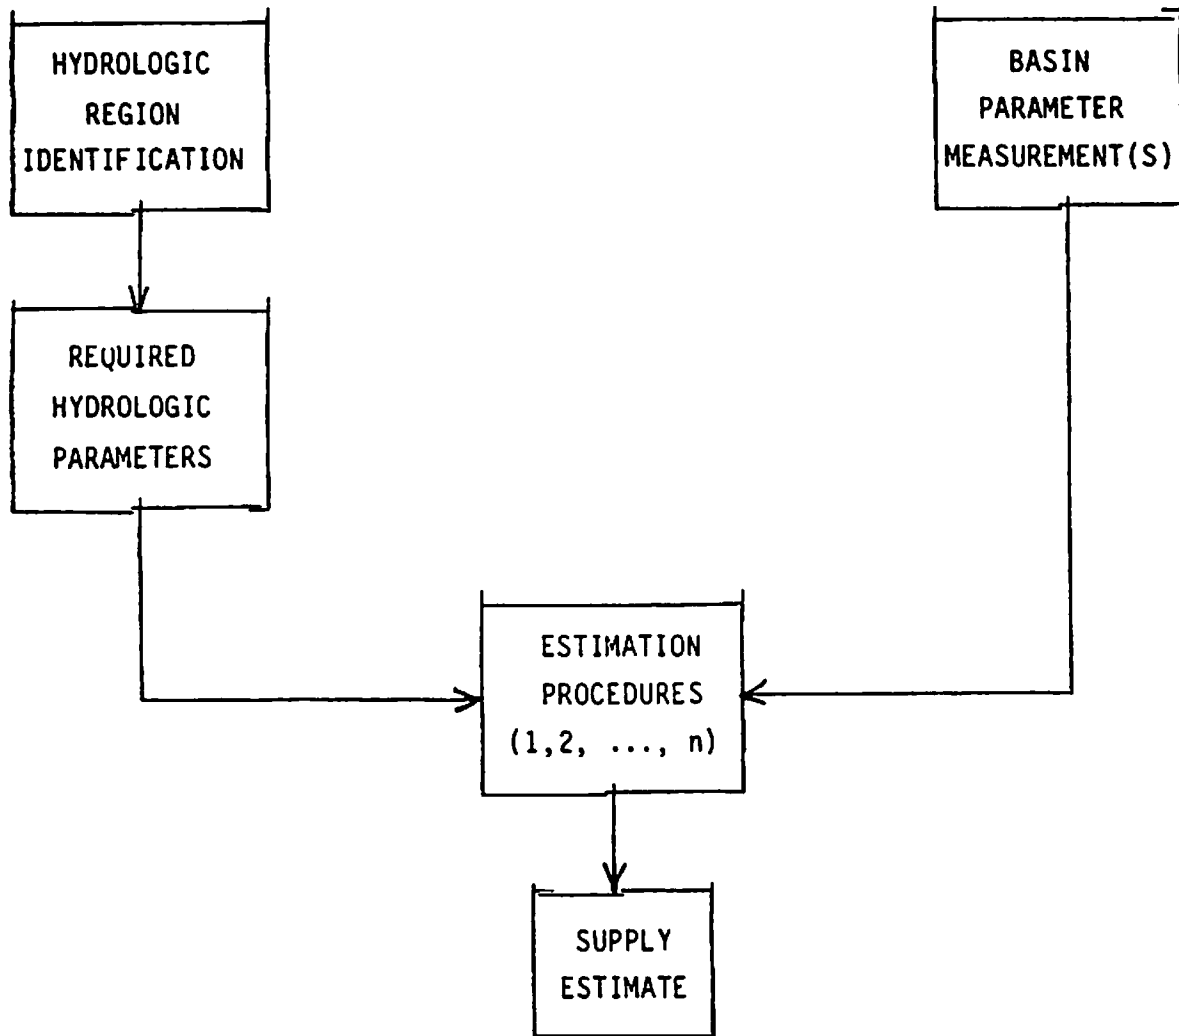 HYDROLOGIC
REGION
IDENTIFICATION
BASIN
PARAMETER
MEASUREMENT(S)
REQUIRED
HYDROLOGIC
PARAMETERS
ESTIMATION
PROCEDURES
(1,2, ..., n)
SUPPLY
ESTIMATE